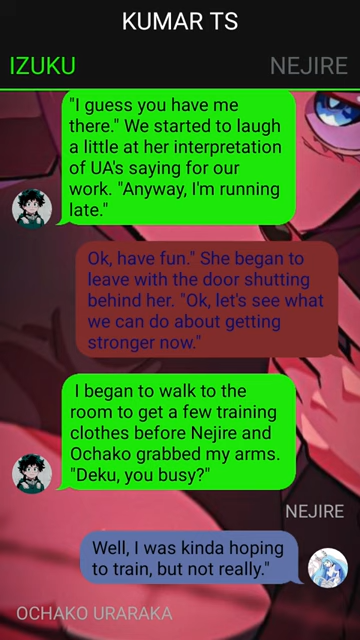 KUMAR TS
IZUKU
NEJIRE
"I guess you have me
there." We started to laugh
a little at her interpretation
of UA's saying for our
work. "Anyway, I'm running
late."
Ok, have fun." She began to
leave with the door shutting
behind her. "Ok, let's see what
we can do about getting
stronger now."
I began to walk to the
room to get a few training
clothes before Nejire and
Ochako grabbed my arms.
"Deku, you busy?"
NEJIRE
Well, I was kinda hoping
to train, but not really."
OCHAKO URARAKA